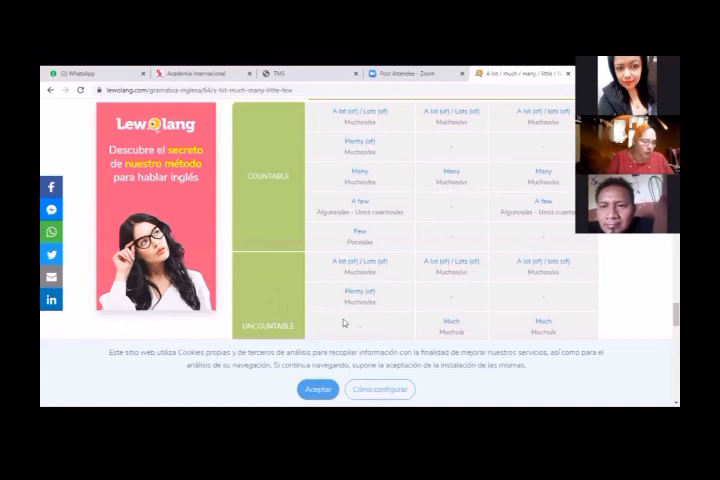 (2) WhatsApp
Academia Internacional
TMS
Post Attendee - Zoom
A lot / much / many / little / f
lewolang.com/gramatica-inglesa/64/a-lot-much-many-little-few
Lewolang
Descubre el secreto
de nuestro método
para hablar inglés
COUNTABLE
A lot (of) / Lots (of) A lot (of) / Lots (of) A lot (of) / lots (of)
Muchos/as Muchos/as Muchos/as
Plenty (of)
Muchos/as - -
Many Many Many
Muchos/as Muchos/as Muchos/as
A few - A few
Algunos/as - Unos cuantos/as Algunos/as - Unos cuanto
Few
Pocos/as - -
UNCOUNTABLE
A lot (of) / Lots (of) A lot (of) / Lots (of) A lot (of) / lots (of)
Muchos/as Muchos/as Muchos/as
Plenty (of)
Muchos/as - -
- Much Much
Mucho/a Mucho/a
Este sitio web utiliza Cookies propias y de terceros de análisis para recopilar información con la finalidad de mejorar nuestros servicios, así como para el
análisis de su navegación. Si continua navegando, supone la aceptación de la instalación de las mismas.
Aceptar
Cómo configurar